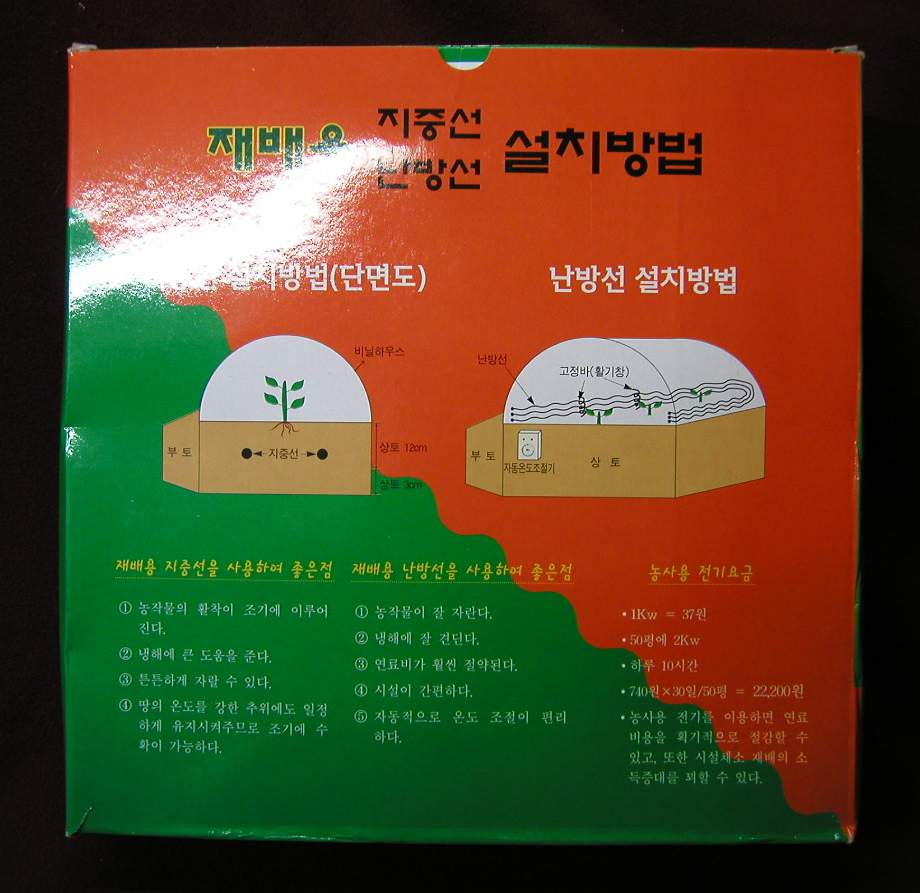 재배용 지중선 난방선 설치방법
설치방법(단면도)
난방선 설치방법
비닐하우스
부 토
지중선
상토 12cm
상토 3cm
난방선
고정바(활기창)
부 토
자동온도조절기
상 토
재배용 지중선을 사용하여 좋은점
① 농작물의 활착이 조기에 이루어
진다.
② 냉해에 큰 도움을 준다.
③ 튼튼하게 자랄 수 있다.
④ 땅의 온도를 강한 추위에도 일정
하게 유지시켜주므로 조기에 수
확이 가능하다.
재배용 난방선을 사용하여 좋은점
① 농작물이 잘 자란다.
② 냉해에 잘 견딘다.
③ 연료비가 훨씬 절약된다.
④ 시설이 간편하다.
⑤ 자동적으로 온도 조절이 편리
하다.
농사용 전기요금
• 1Kw = 37원
• 50평에 2Kw
• 하루 10시간
• 740원×30일/50평 = 22,200원
• 농사용 전기를 이용하면 연료
비용을 획기적으로 절감할 수
있고, 또한 시설채소 재배의 소
득증대를 꾀할 수 있다.